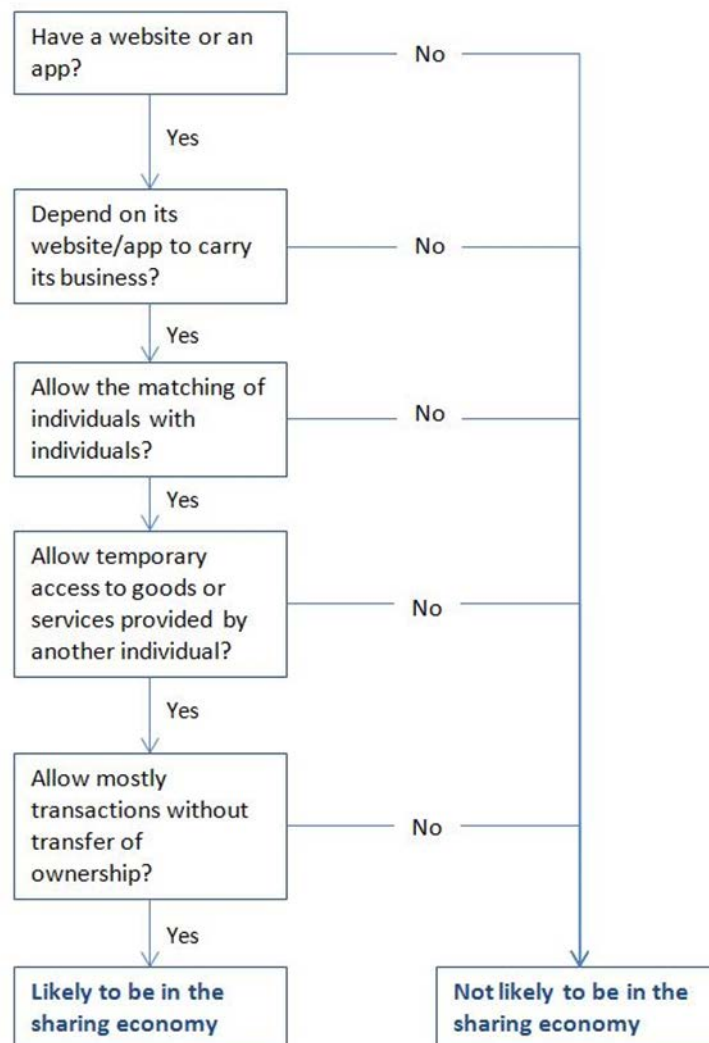 Have a website or an
app?
No
Yes
Depend on its
website/app to carry
its business?
No
Yes
Allow the matching of
individuals with
individuals?
No
Yes
Allow temporary
access to goods or
services provided by
another individual?
No
Yes
Allow mostly
transactions without
transfer of
ownership?
No
Yes
Likely to be in the
sharing economy
Not likely to be in the
sharing economy